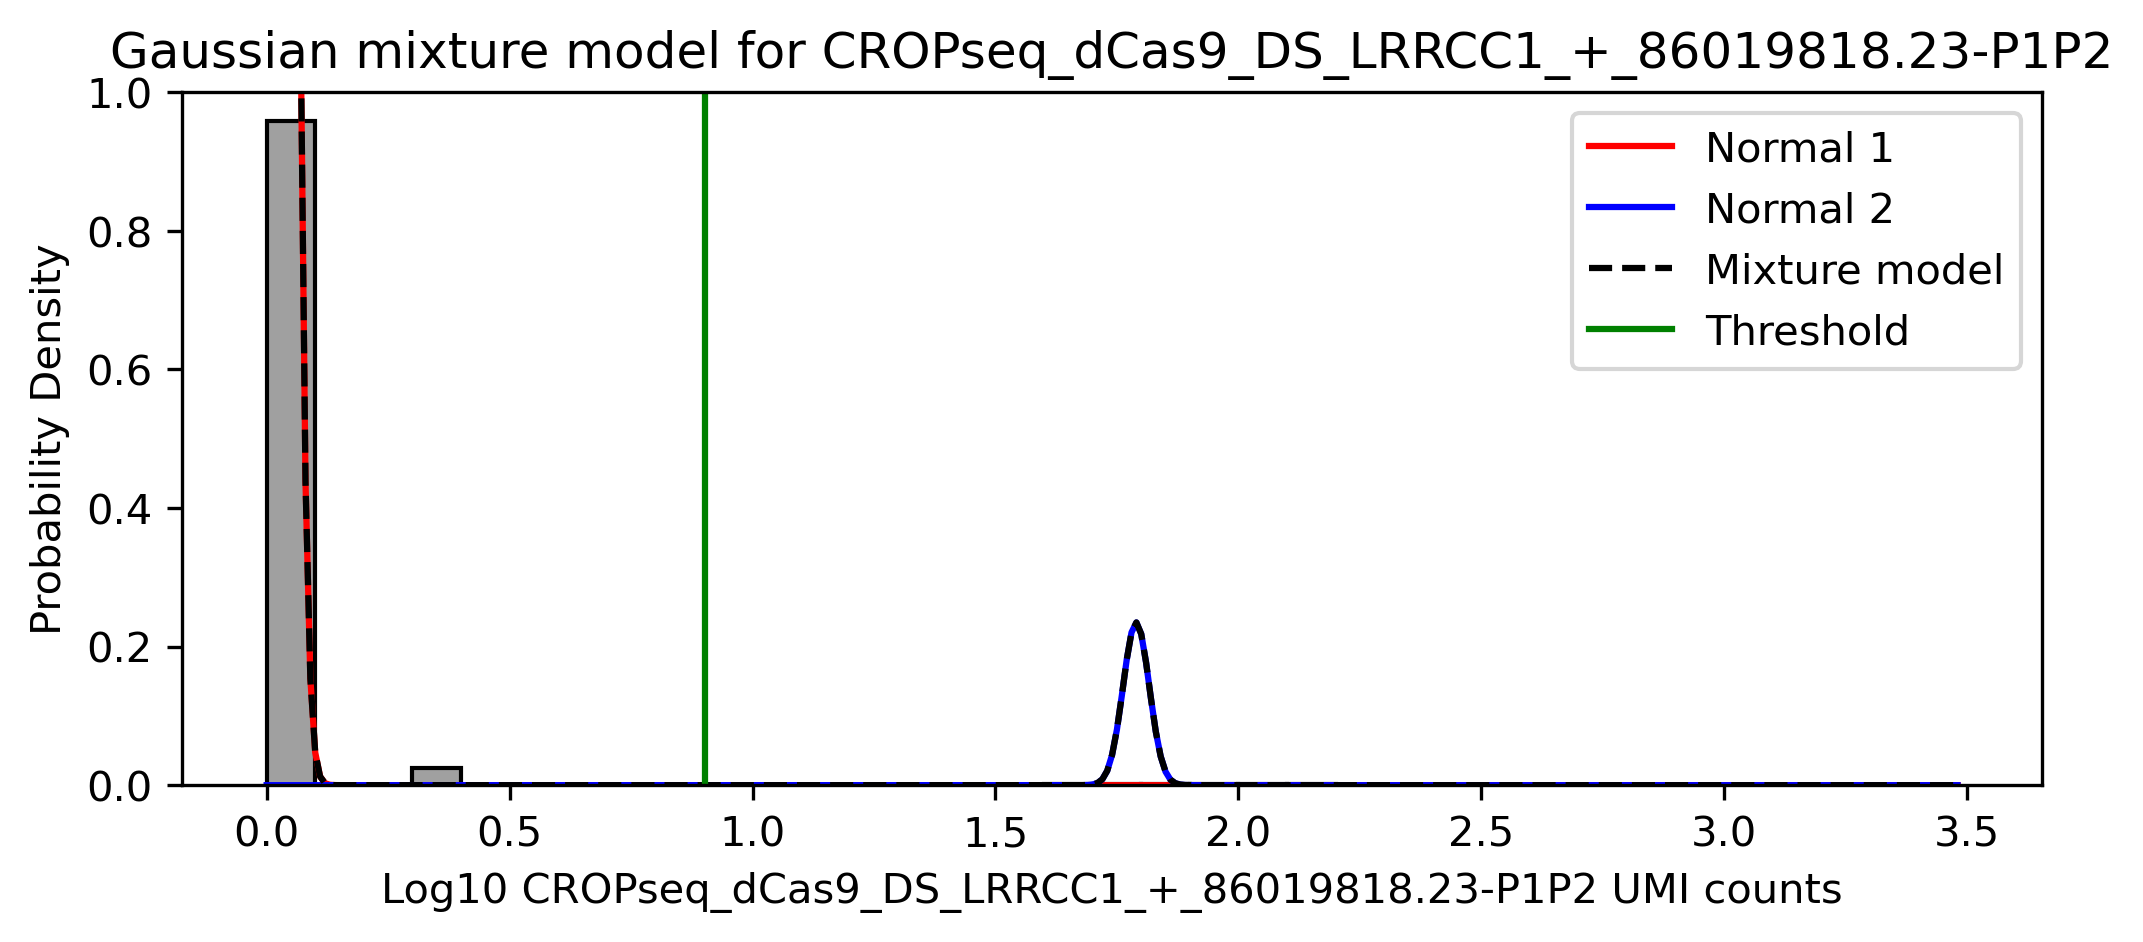 Gaussian mixture model for CROPseq_dCas9_DS_LRRCC1_+_86019818.23-P1P2
Probability Density
1.0
0.8
0.6
0.4
0.2
0.0
Normal 1
Normal 2
Mixture model
Threshold
0.0 0.5 1.0 1.5 2.0 2.5 3.0 3.5
Log10 CROPseq_dCas9_DS_LRRCC1_+_86019818.23-P1P2 UMI counts